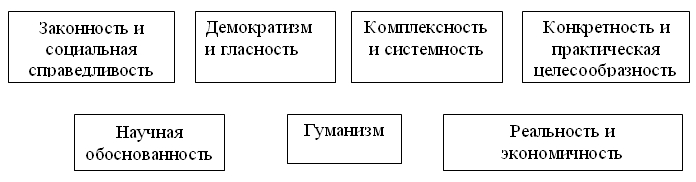 Законность и
социальная
справедливость
Демократизм
и гласность
Комплексность
и системность
Конкретность и
практическая
целесообразность
Научная
обоснованность
Гуманизм
Реальность и
экономичность